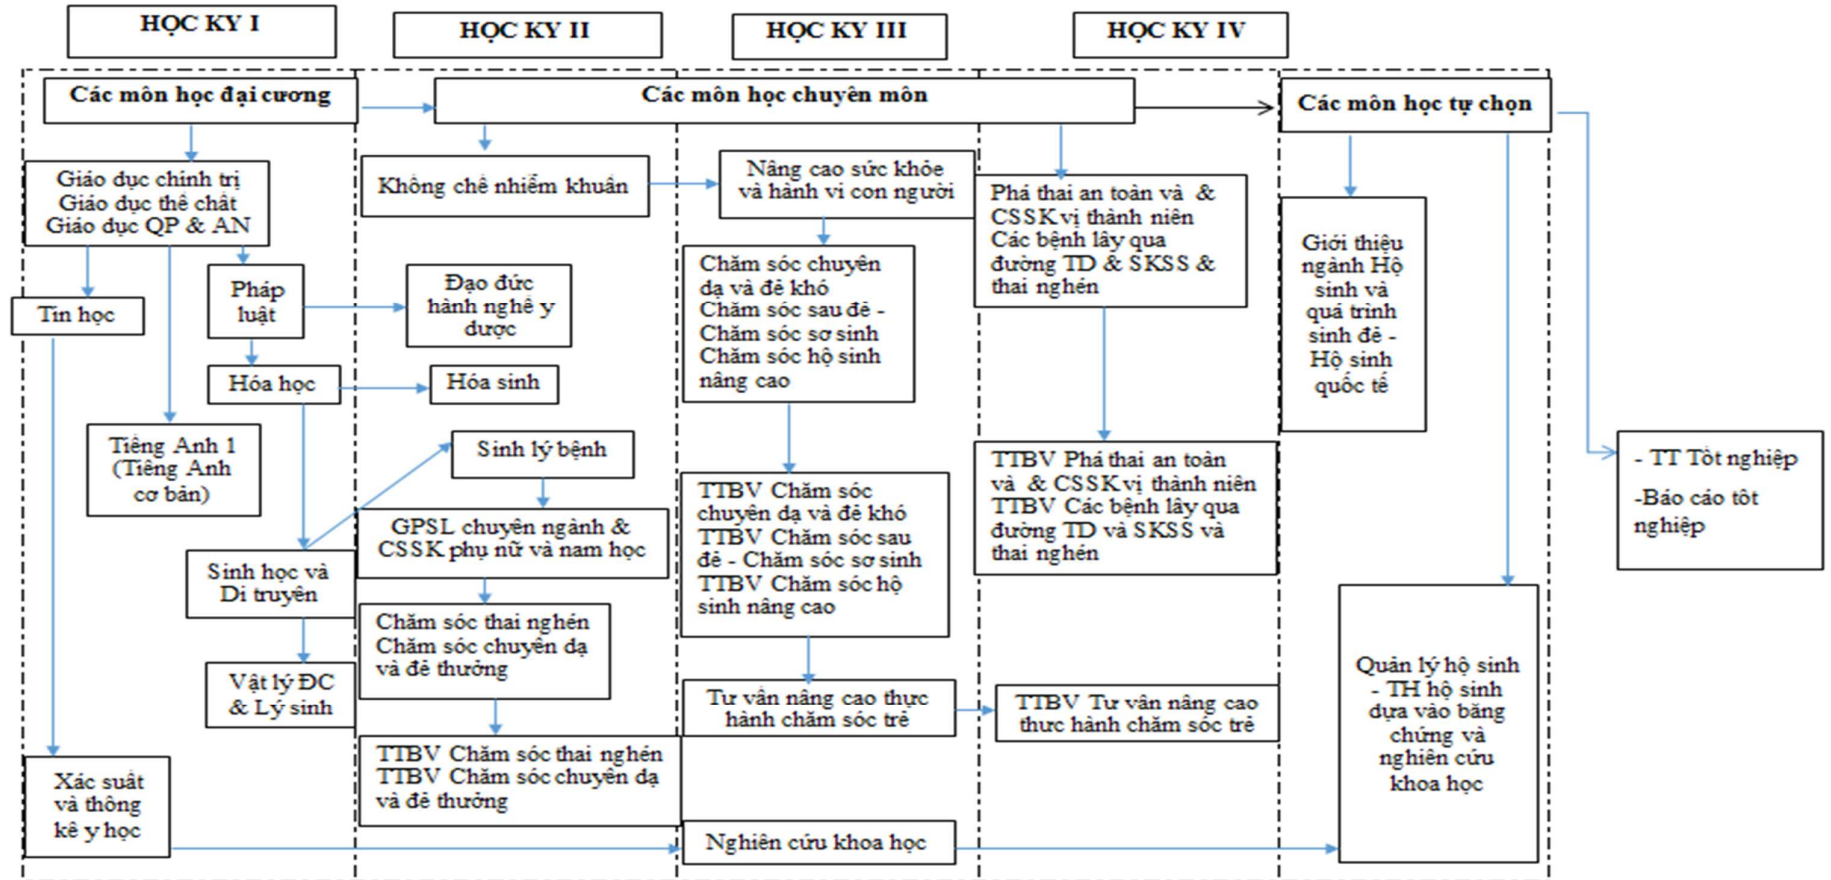 HỌC KY I
HỌC KY II
HỌC KY III
HỌC KY IV
Các môn học đại cương
Các môn học chuyên môn
Các môn học tự chọn
Giáo dục chính trị
Giáo dục thể chất
Giáo dục QP & AN
Tin học
Pháp
luật
Hóa học
Tiếng Anh 1
(Tiếng Anh
cơ bản)
Sinh học và
Di truyền
Vật lý ĐC
& Lý sinh
Xác suất
và thông
kê y học
Khống chế nhiễm khuẩn
Đạo đức
hành nghề y
dược
Hóa sinh
Sinh lý bệnh
GPSL chuyên ngành &
CSSK phụ nữ và nam học
Chăm sóc thai nghén
Chăm sóc chuyển dạ
và đẻ thường
TTBV Chăm sóc thai nghén
TTBV Chăm sóc chuyển dạ
và đẻ thường
Nâng cao sức khỏe
và hành vi con người
Chăm sóc chuyển
dạ và đẻ khó
Chăm sóc sau đẻ -
Chăm sóc sơ sinh
Chăm sóc hộ sinh
nâng cao
TTBV Chăm sóc
chuyển dạ và đẻ khó
TTBV Chăm sóc sau
đẻ - Chăm sóc sơ sinh
TTBV Chăm sóc hộ
sinh nâng cao
Tư vấn nâng cao thực
hành chăm sóc trẻ
Nghiên cứu khoa học
Phá thai an toàn và & 
CSSK vị thành niên
Các bệnh lây qua
đường TD & SKSS &
thai nghén
TTBV Phá thai an toàn
và & CSSK vị thành niên
TTBV Các bệnh lây qua
đường TD và SKSS và
thai nghén
TTBV Tư vấn nâng cao
thưc hành chăm sóc trẻ
Giới thiệu
ngành Hộ
sinh và
quá trình
sinh đẻ -
Hộ sinh
quốc tế
Quản lý hộ sinh
- TH hộ sinh
dựa vào bằng
chứng và
nghiên cứu
khoa học
- TT Tốt nghiệp
-Báo cáo tôt
nghiệp